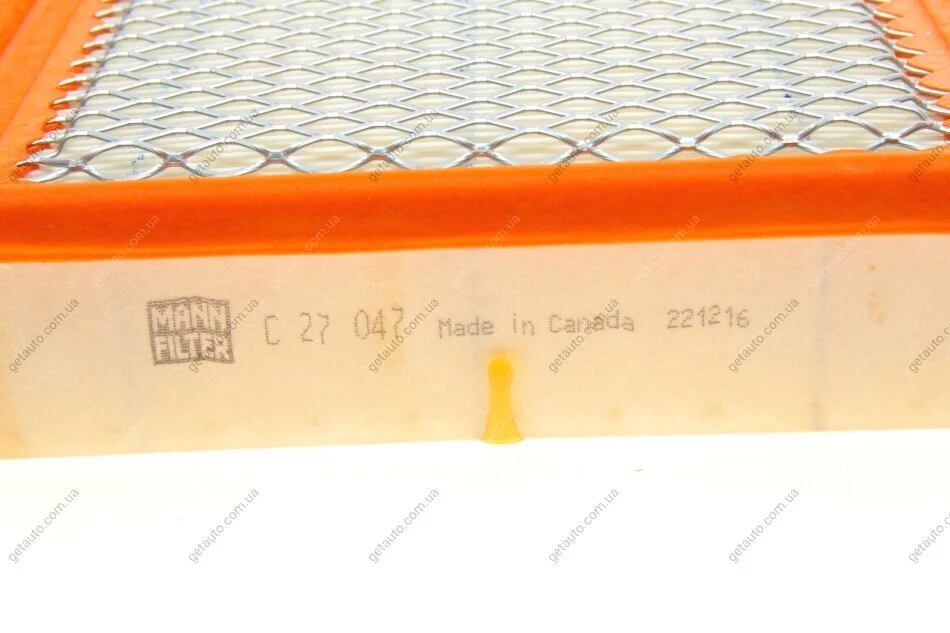 MANN
FILTER
C 27 047 Made in Canada 221216
getauto.com.ua